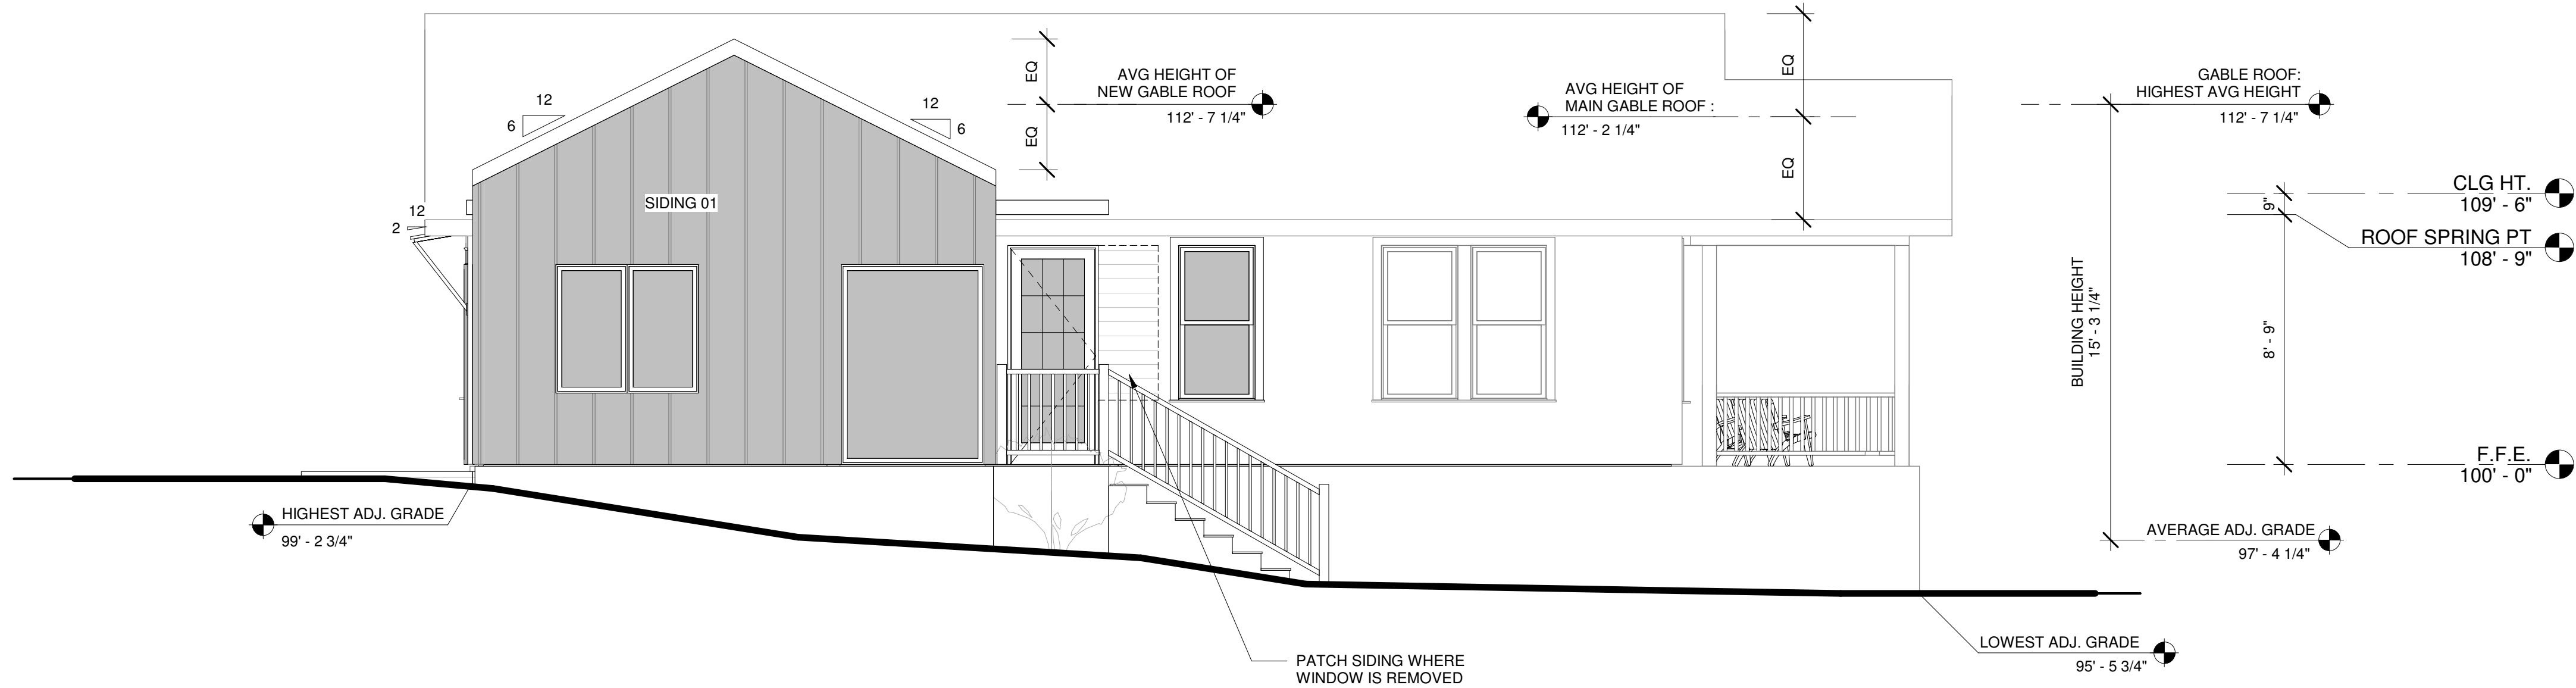 EQ
EQ
AVG HEIGHT OF
NEW GABLE ROOF
112' - 7 1/4"
AVG HEIGHT OF
MAIN GABLE ROOF :
112' - 2 1/4"
EQ
EQ
GABLE ROOF:
HIGHEST AVG HEIGHT
112' - 7 1/4"
12
6
12
6
SIDING 01
12
2
CLG HT.
109' - 6"
9"
ROOF SPRING PT
108' - 9"
BUILDING HEIGHT
15' - 3 1/4"
8' - 9"
F.F.E.
100' - 0"
HIGHEST ADJ. GRADE
99' - 2 3/4"
AVERAGE ADJ. GRADE
97' - 4 1/4"
LOWEST ADJ. GRADE
95' - 5 3/4"
PATCH SIDING WHERE
WINDOW IS REMOVED